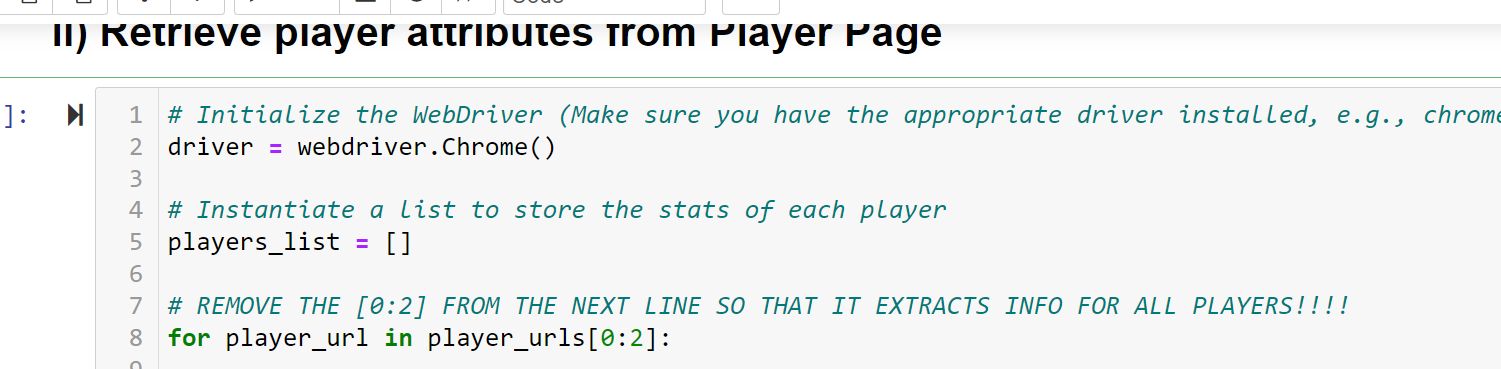 ii) Retrieve player attributes from Player Page
]:
1 # Initialize the WebDriver (Make sure you have the appropriate driver installed, e.g., chrome
2 driver = webdriver.Chrome()
3
4 # Instantiate a list to store the stats of each player
5 players_list = []
6
7 # REMOVE THE [0:2] FROM THE NEXT LINE SO THAT IT EXTRACTS INFO FOR ALL PLAYERS!!!!
8 for player_url in player_urls[0:2]: